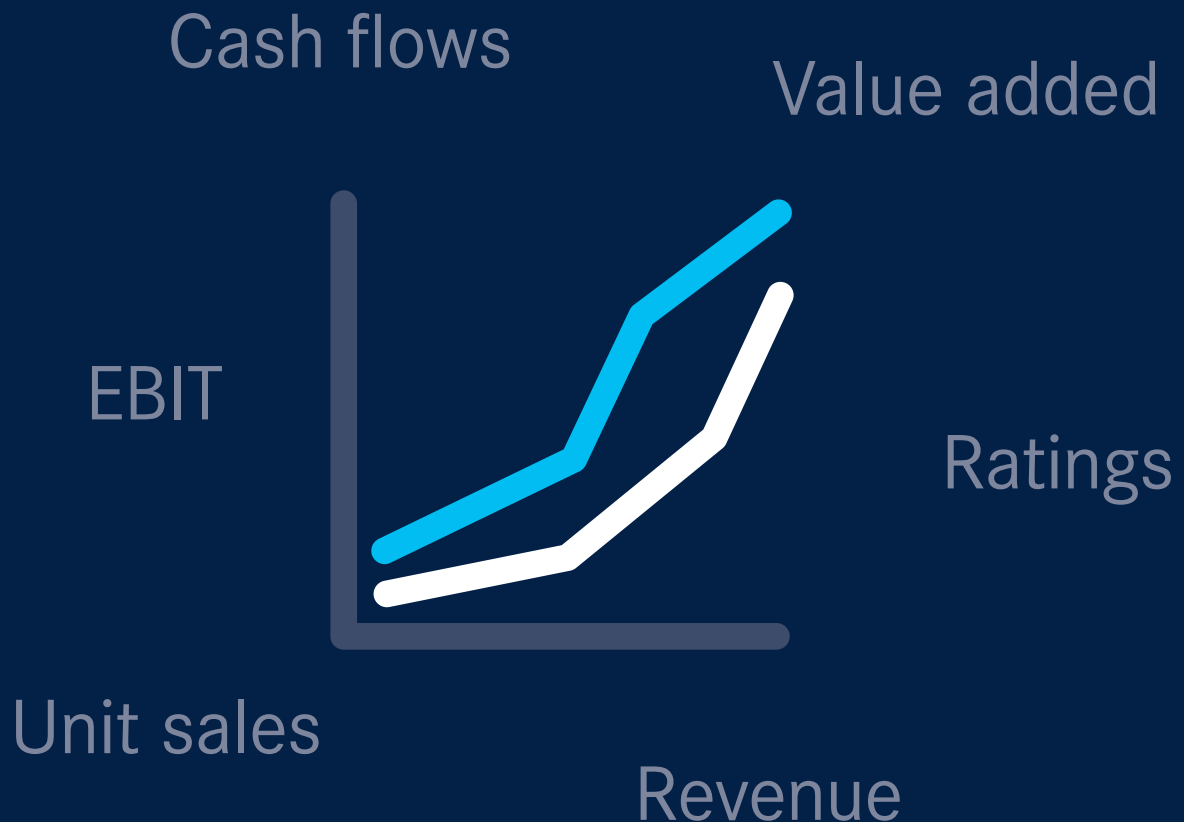 Cash flows
Value added
EBIT
Ratings
Unit sales
Revenue